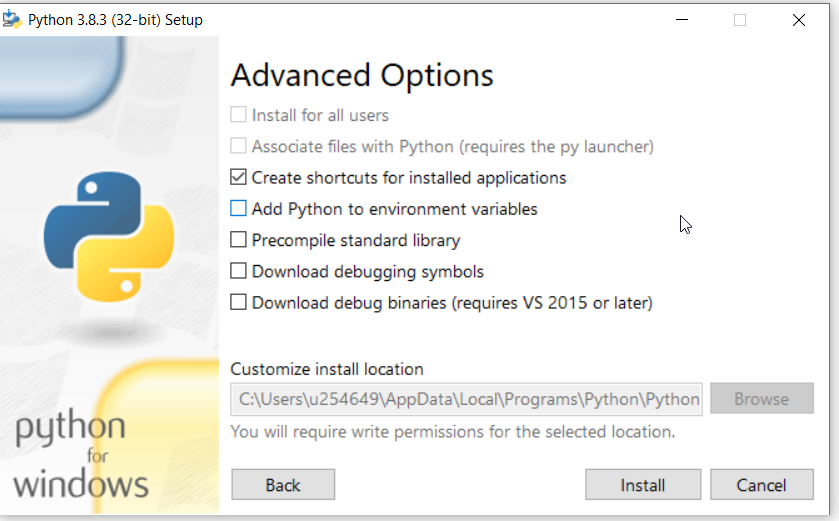 Python 3.8.3 (32-bit) Setup
Advanced Options
Install for all users
Associate files with Python (requires the py launcher)
Create shortcuts for installed applications
Add Python to environment variables
Precompile standard library
Download debugging symbols
Download debug binaries (requires VS 2015 or later)
Customize install location
C:\Users\u254649\AppData\Local\Programs\Python\Python
Browse
You will require write permissions for the selected location.
python
for
windows
Back
Install
Cancel